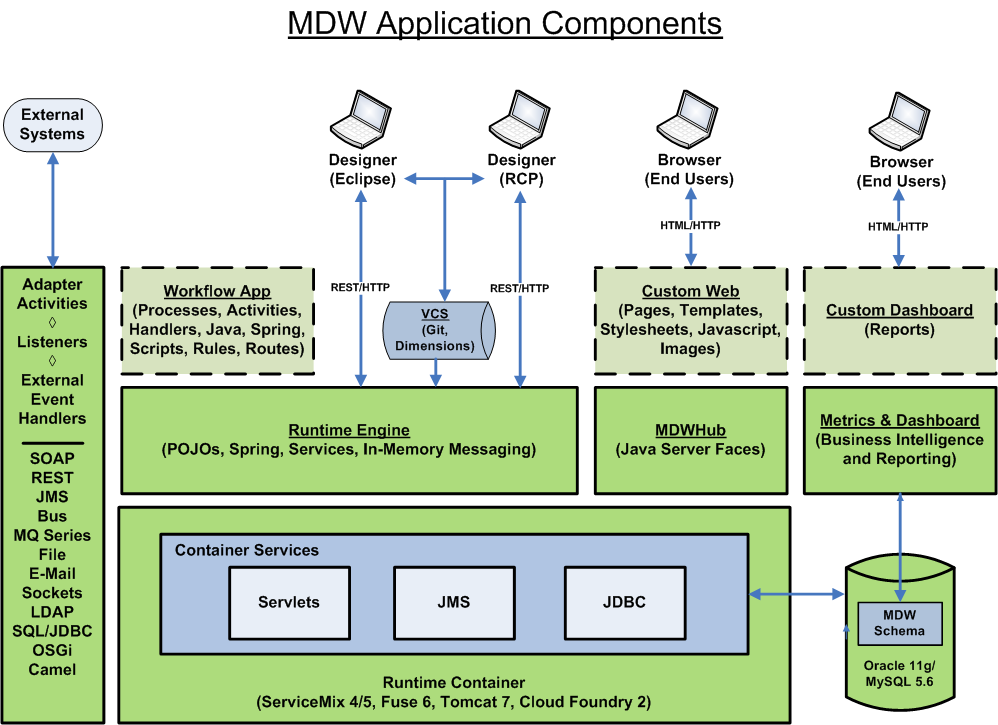 MDW Application Components
External
Systems
Designer
(Eclipse)
Designer
(RCP)
Browser
(End Users)
Browser
(End Users)
HTML/HTTP
HTML/HTTP
REST/HTTP
REST/HTTP
Adapter
Activities
◊
Listeners
◊
External
Event
Handlers
SOAP
REST
JMS
Bus
MQ Series
File
E-Mail
Sockets
LDAP
SQL/JDBC
OSGi
Camel
Workflow App
(Processes, Activities,
Handlers, Java, Spring,
Scripts, Rules, Routes)
VCS
(Git,
Dimensions)
Custom Web
(Pages, Templates,
Stylesheets, Javascript,
Images)
Custom Dashboard
(Reports)
Runtime Engine
(POJOs, Spring, Services, In-Memory Messaging)
MDWHub
(Java Server Faces)
Metrics & Dashboard
(Business Intelligence
and Reporting)
Container Services
Servlets
JMS
JDBC
Runtime Container
(ServiceMix 4/5, Fuse 6, Tomcat 7, Cloud Foundry 2)
MDW
Schema
Oracle 11g/
MySQL 5.6